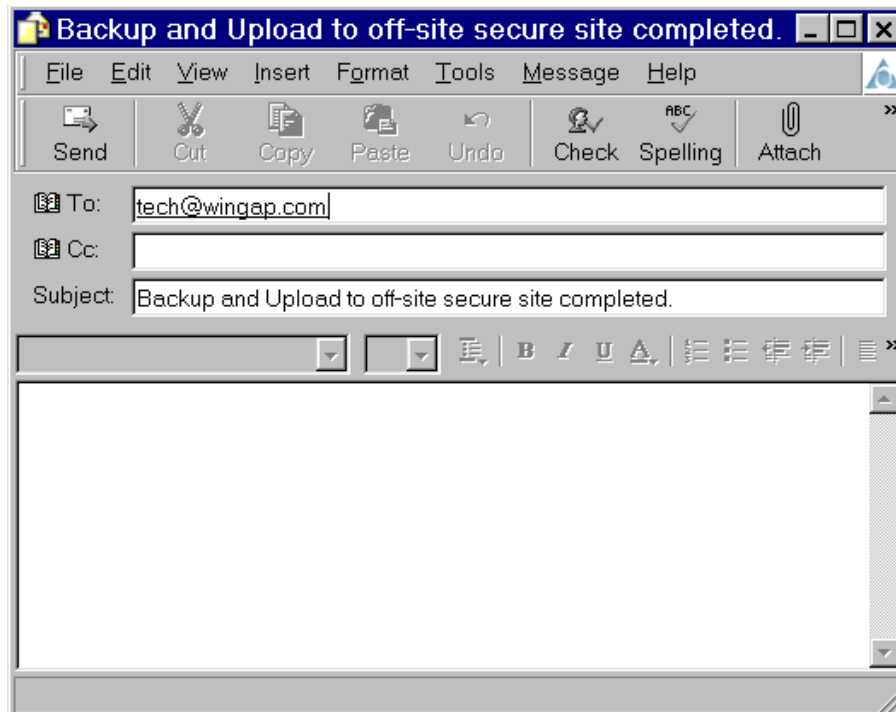 Backup and Upload to off-site secure site completed.
File Edit View Insert Format Tools Message Help
Send Cut Copy Paste Undo ABC Check Spelling Attach
To: tech@wingap.com
Cc:
Subject: Backup and Upload to off-site secure site completed.
B I U A